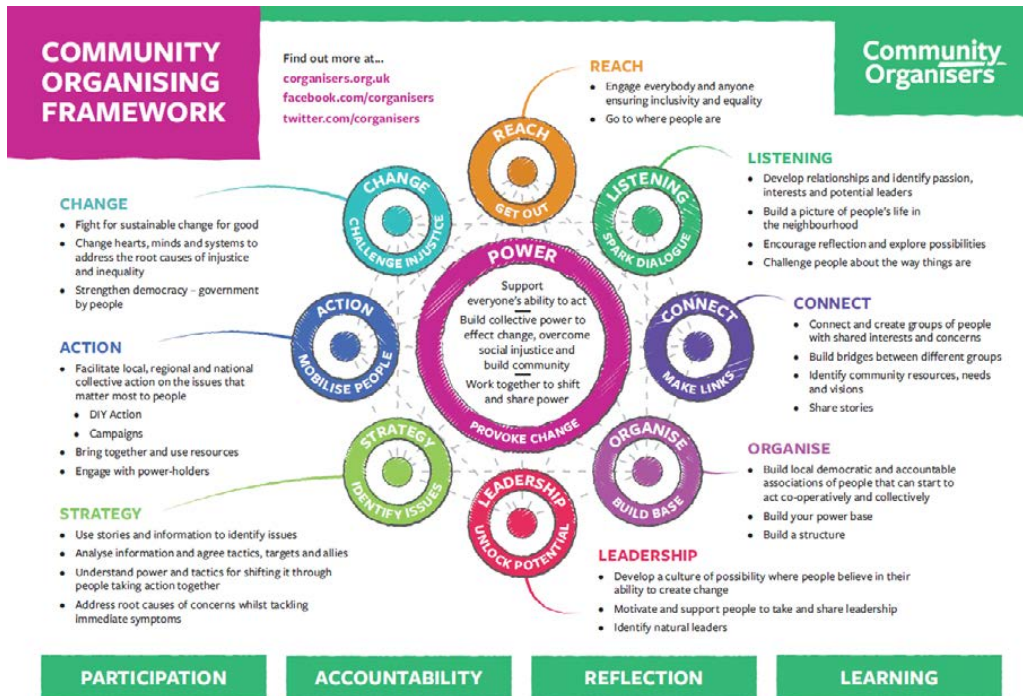 COMMUNITY
ORGANISING
FRAMEWORK
Find out more at...
corganisers.org.uk
facebook.com/corganisers
twitter.com/corganisers
Community
Organisers
REACH
• Engage everybody and anyone
ensuring inclusivity and equality
• Go to where people are
LISTENING
• Develop relationships and identify passion,
interests and potential leaders
• Build a picture of people's life in
the neighbourhood
• Encourage reflection and explore possibilities
• Challenge people about the way things are
CONNECT
• Connect and create groups of people
with shared interests and concerns
• Build bridges between different groups
• Identify community resources, needs
and visions
• Share stories
ORGANISE
• Build local democratic and accountable
associations of people that can start to
act co-operatively and collectively
• Build your power base
• Build a structure
LEADERSHIP
• Develop a culture of possibility where people believe in their
ability to create change
• Motivate and support people to take and share leadership
• Identify natural leaders
STRATEGY
• Use stories and information to identify issues
• Analyse information and agree tactics, targets and allies
• Understand power and tactics for shifting it through
people taking action together
• Address root causes of concerns whilst tackling
immediate symptoms
ACTION
• Facilitate local, regional and national
collective action on the issues that
matter most to people
• DIY Action
• Campaigns
• Bring together and use resources
• Engage with power-holders
CHANGE
• Fight for sustainable change for good
• Change hearts, minds and systems to
address the root causes of injustice
and inequality
• Strengthen democracy – government
by people
REACH
GET OUT
LISTENING
SPARK DIALOGUE
CONNECT
MAKE LINKS
ORGANISE
BUILD BASE
LEADERSHIP
UNLOCK POTENTIAL
STRATEGY
IDENTIFY ISSUES
ACTION
MOBILISE PEOPLE
CHANGE
CHALLENGE INJUSTICE
POWER
Support
everyone's ability to act
Build collective power to
effect change, overcome
social injustice and
build community
Work together to shift
and share power
PROVOKE CHANGE
PARTICIPATION
ACCOUNTABILITY
REFLECTION
LEARNING